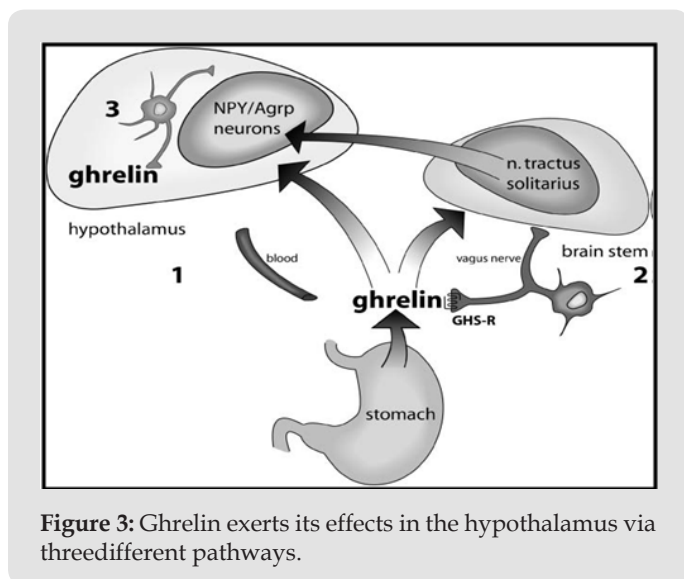 3
NPY/Agrp
neurons
ghrelin
n. tractus
solitarius
hypothalamus
brain stem
1
blood
vagus nerve
2
ghrelin
GHS-R
stomach
Figure 3: Ghrelin exerts its effects in the hypothalamus via
threedifferent pathways.